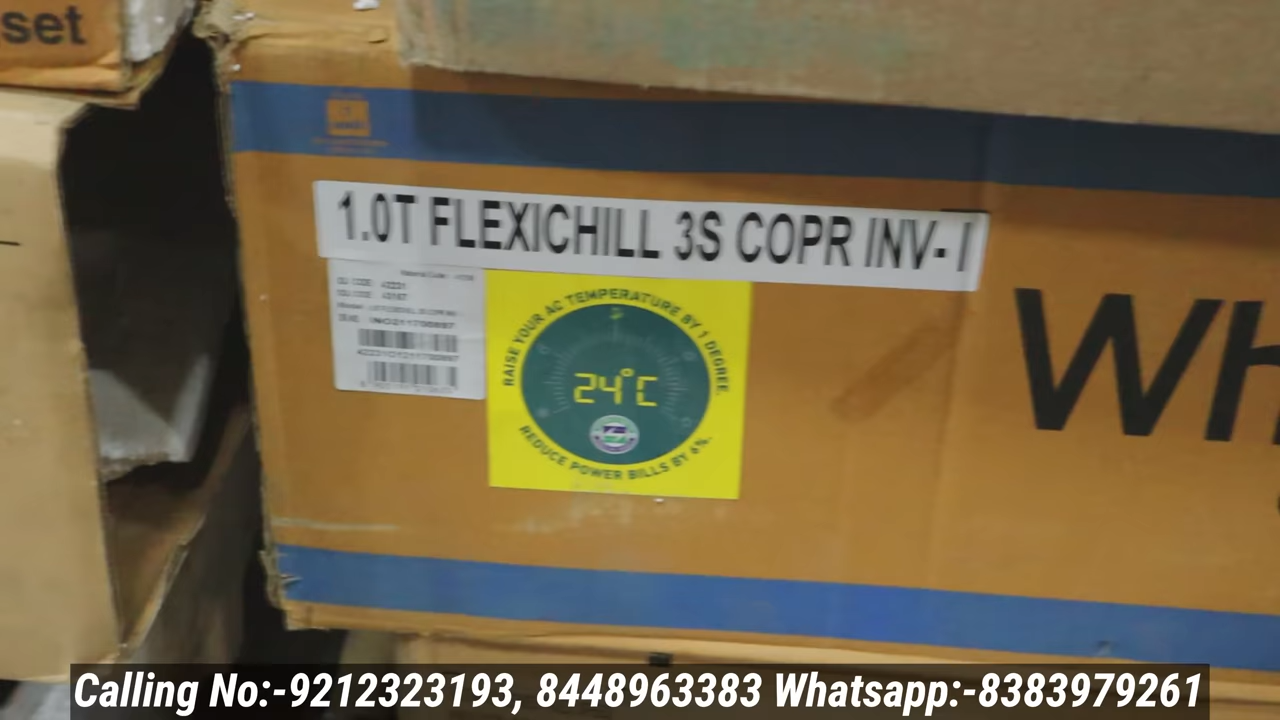 set
1.0T FLEXICHILL 3S COPR INV- I
Wh
RAISE YOUR AC TEMPERATURE BY 1 DEGREE.
24°C
REDUCE POWER BILLS BY 6%.
Calling No:-9212323193, 8448963383 Whatsapp:-8383979261